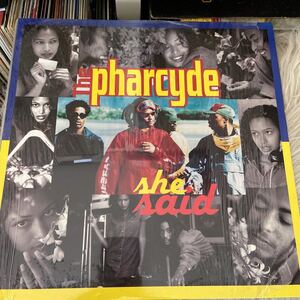 the
pharcyde
she
said